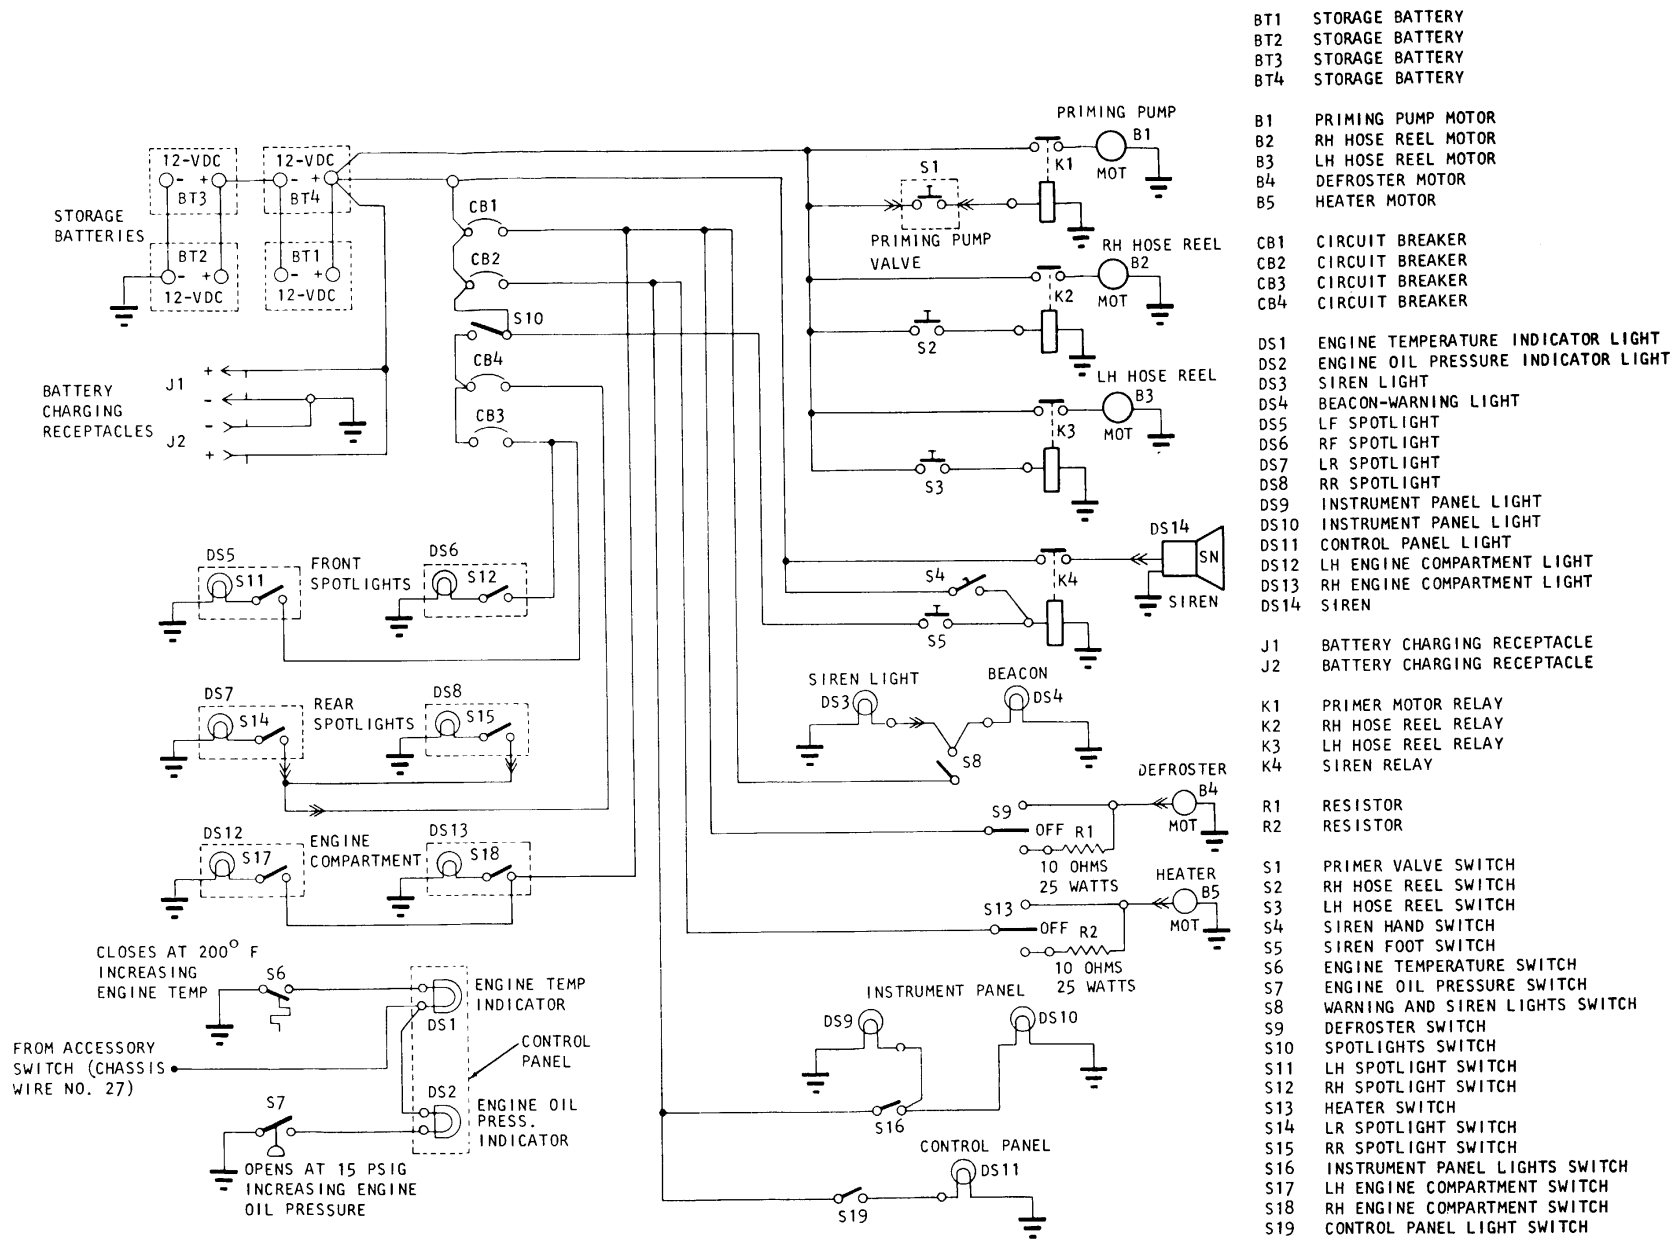 PRIMING PUMP
12-VDC
12-VDC
K1
B1
MOT
- +
- +
BT3
BT4
S1
STORAGE
BATTERIES
CB1
PRIMING PUMP
VALVE
RH HOSE REEL
B2
BT2
BT1
- +
- +
12-VDC
12-VDC
CB2
K2
MOT
S10
S2
BATTERY
CHARGING
RECEPTACLES
J1
+
-
-
J2
+
CB4
CB3
LH HOSE REEL
B3
K3
MOT
S3
DS5
S11
FRONT
SPOTLIGHTS
DS6
S12
DS14
SN
SIREN
S4
K4
S5
DS7
S14
REAR
SPOTLIGHTS
DS8
S15
SIREN LIGHT
DS3
BEACON
DS4
S8
DEFROSTER
B4
MOT
S9
OFF R1
10 OHMS
25 WATTS
DS12
S17
ENGINE
COMPARTMENT
DS13
S18
HEATER
B5
MOT
S13
OFF R2
10 OHMS
25 WATTS
CLOSES AT 200° F
INCREASING
ENGINE TEMP
S6
ENGINE TEMP
INDICATOR
DS1
INSTRUMENT PANEL
DS9
DS10
FROM ACCESSORY
SWITCH (CHASSIS
WIRE NO. 27)
CONTROL
PANEL
S7
DS2
ENGINE OIL
PRESS.
INDICATOR
S16
CONTROL PANEL
DS11
OPENS AT 15 PSIG
INCREASING ENGINE
OIL PRESSURE
S19
BT1 STORAGE BATTERY
BT2 STORAGE BATTERY
BT3 STORAGE BATTERY
BT4 STORAGE BATTERY
B1 PRIMING PUMP MOTOR
B2 RH HOSE REEL MOTOR
B3 LH HOSE REEL MOTOR
B4 DEFROSTER MOTOR
B5 HEATER MOTOR
CB1 CIRCUIT BREAKER
CB2 CIRCUIT BREAKER
CB3 CIRCUIT BREAKER
CB4 CIRCUIT BREAKER
DS1 ENGINE TEMPERATURE INDICATOR LIGHT
DS2 ENGINE OIL PRESSURE INDICATOR LIGHT
DS3 SIREN LIGHT
DS4 BEACON-WARNING LIGHT
DS5 LF SPOTLIGHT
DS6 RF SPOTLIGHT
DS7 LR SPOTLIGHT
DS8 RR SPOTLIGHT
DS9 INSTRUMENT PANEL LIGHT
DS10 INSTRUMENT PANEL LIGHT
DS11 CONTROL PANEL LIGHT
DS12 LH ENGINE COMPARTMENT LIGHT
DS13 RH ENGINE COMPARTMENT LIGHT
DS14 SIREN
J1 BATTERY CHARGING RECEPTACLE
J2 BATTERY CHARGING RECEPTACLE
K1 PRIMER MOTOR RELAY
K2 RH HOSE REEL RELAY
K3 LH HOSE REEL RELAY
K4 SIREN RELAY
R1 RESISTOR
R2 RESISTOR
S1 PRIMER VALVE SWITCH
S2 RH HOSE REEL SWITCH
S3 LH HOSE REEL SWITCH
S4 SIREN HAND SWITCH
S5 SIREN FOOT SWITCH
S6 ENGINE TEMPERATURE SWITCH
S7 ENGINE OIL PRESSURE SWITCH
S8 WARNING AND SIREN LIGHTS SWITCH
S9 DEFROSTER SWITCH
S10 SPOTLIGHTS SWITCH
S11 LH SPOTLIGHT SWITCH
S12 RH SPOTLIGHT SWITCH
S13 HEATER SWITCH
S14 LR SPOTLIGHT SWITCH
S15 RR SPOTLIGHT SWITCH
S16 INSTRUMENT PANEL LIGHTS SWITCH
S17 LH ENGINE COMPARTMENT SWITCH
S18 RH ENGINE COMPARTMENT SWITCH
S19 CONTROL PANEL LIGHT SWITCH